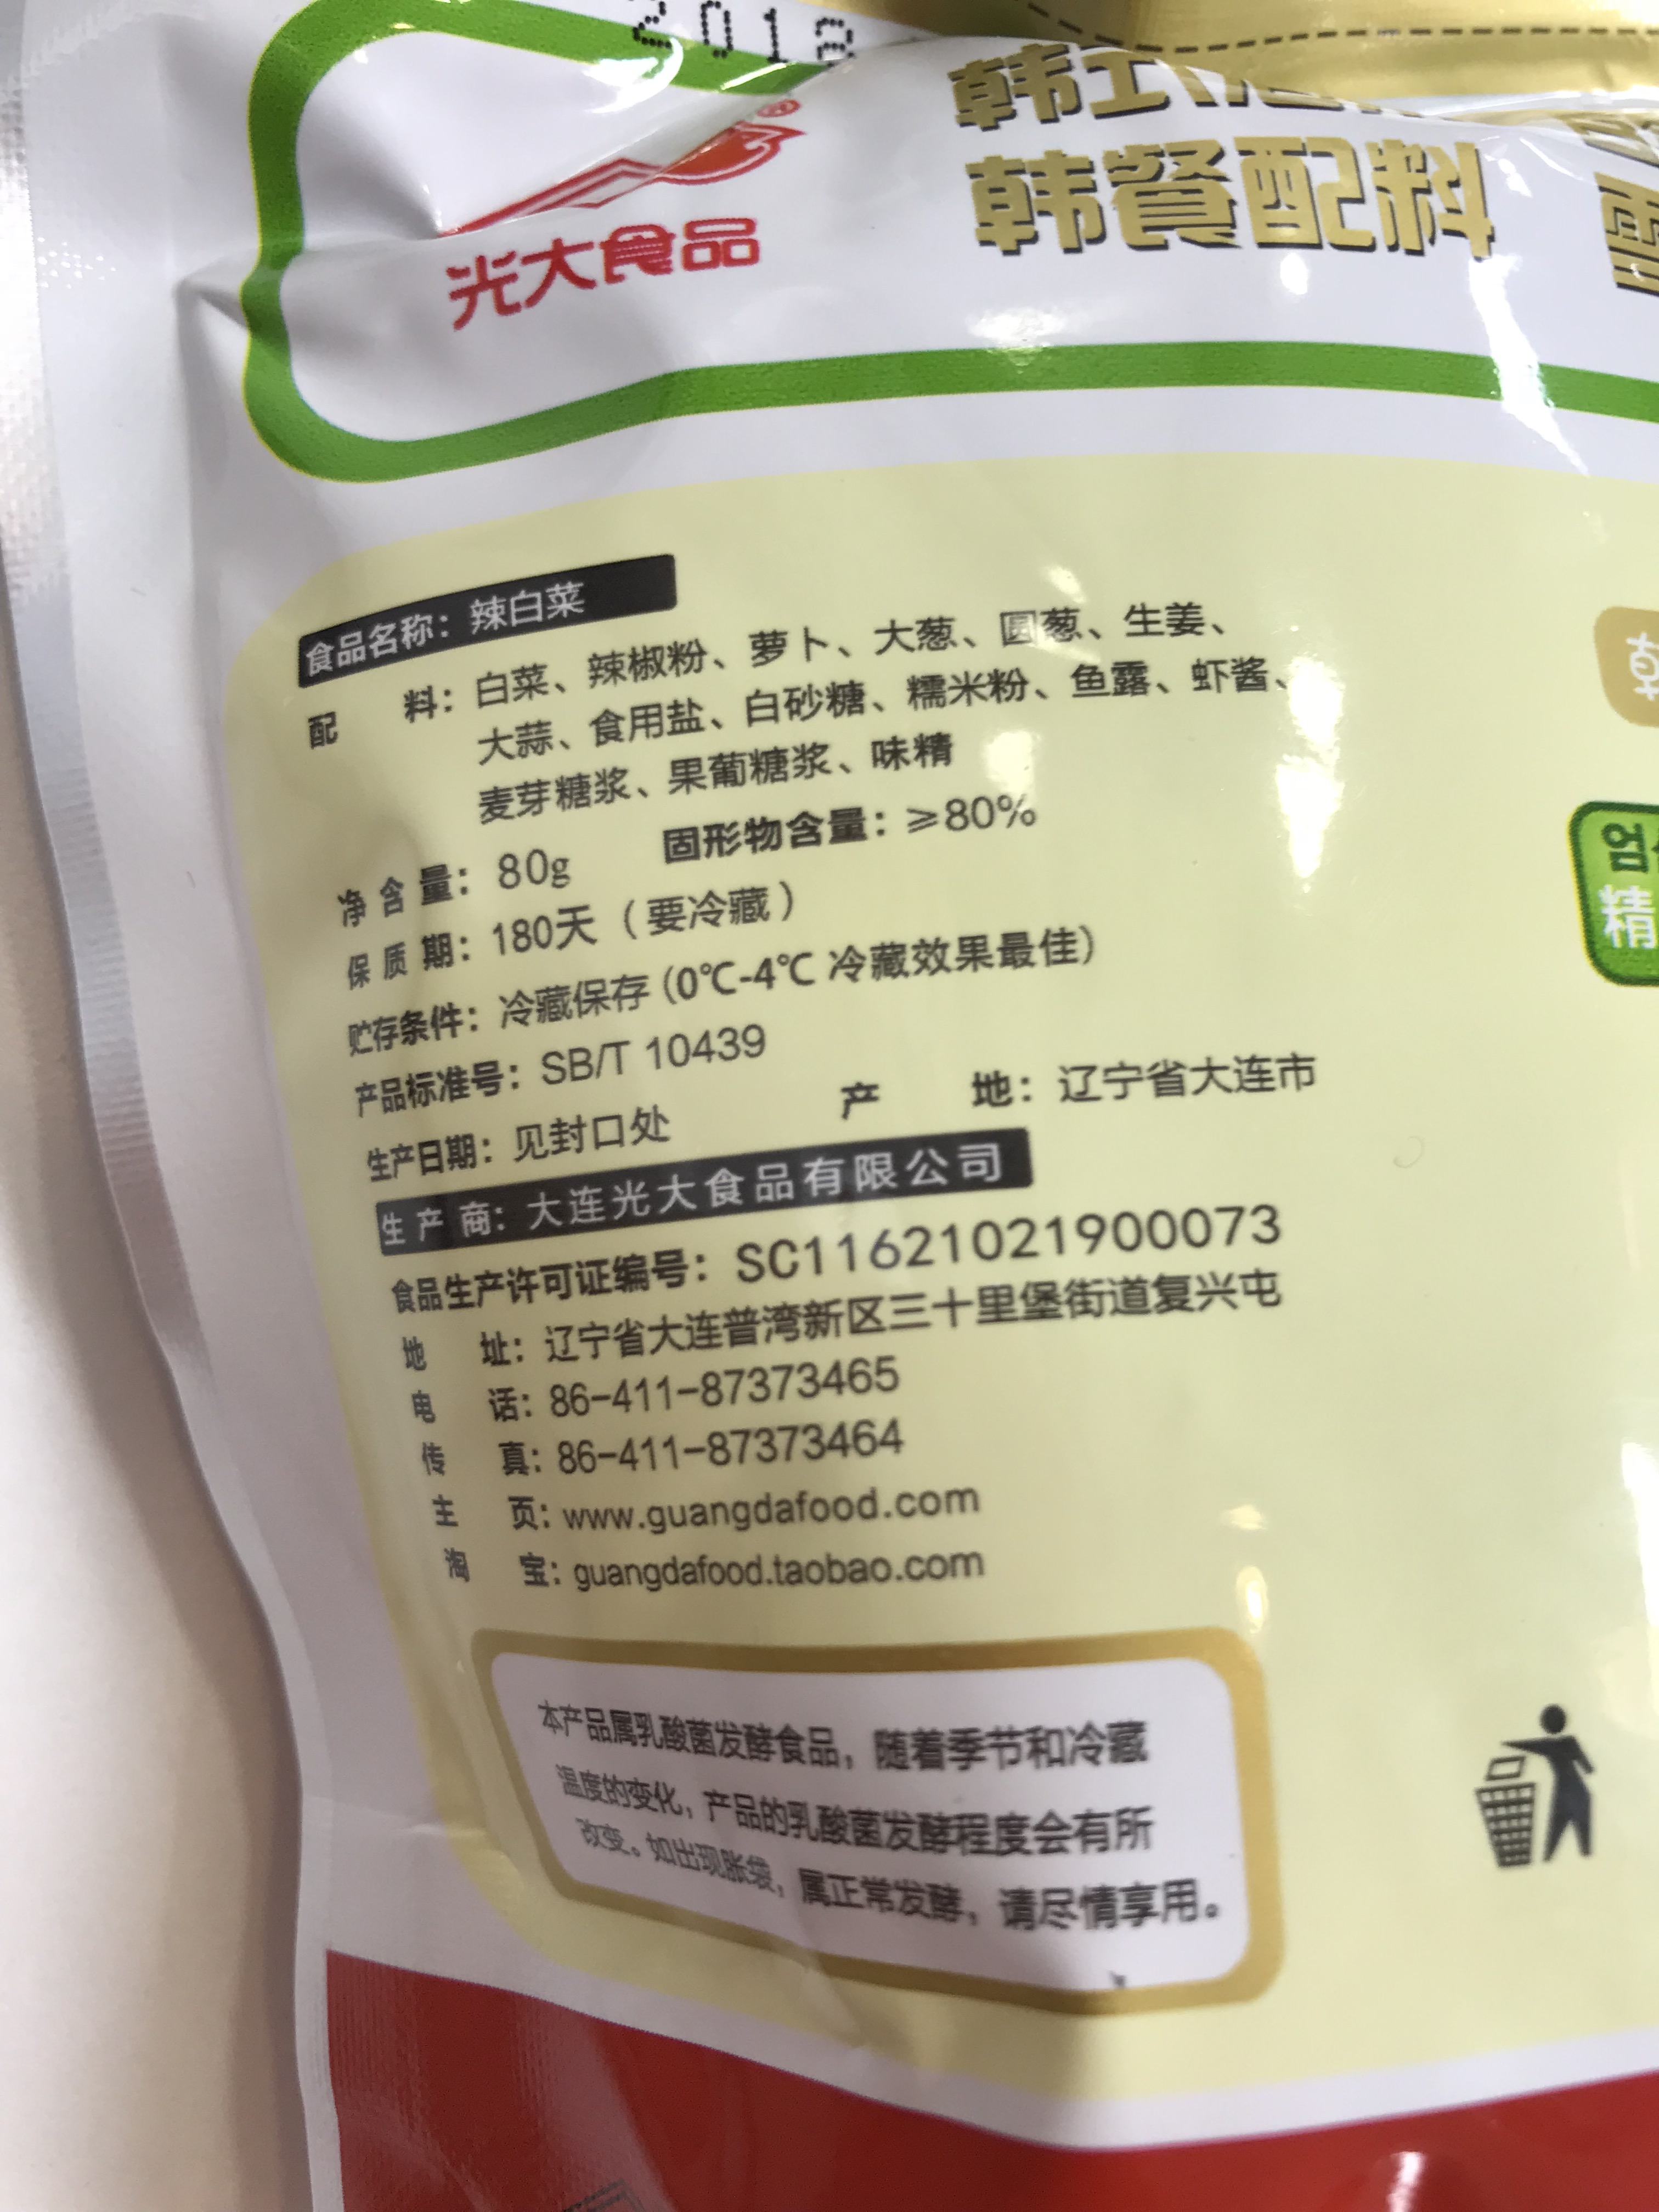 2018
光大食品
韩餐配料
食品名称：辣白菜
配　料：白菜、辣椒粉、萝卜、大葱、圆葱、生姜、
大蒜、食用盐、白砂糖、糯米粉、鱼露、虾酱、
麦芽糖浆、果葡糖浆、味精
净含量：80g　固形物含量：≥80%
保质期：180天（要冷藏）
贮存条件：冷藏保存(0℃-4℃ 冷藏效果最佳)
产品标准号：SB/T 10439
生产日期：见封口处　产　地：辽宁省大连市
生产商：大连光大食品有限公司
食品生产许可证编号：SC11621021900073
地　址：辽宁省大连普湾新区三十里堡街道复兴屯
电　话：86-411-87373465
传　真：86-411-87373464
主　页：www.guangdafood.com
淘　宝：guangdafood.taobao.com
本产品属乳酸菌发酵食品，随着季节和冷藏
温度的变化，产品的乳酸菌发酵程度会有所
改变。如出现胀袋，属正常发酵，请尽情享用。
精